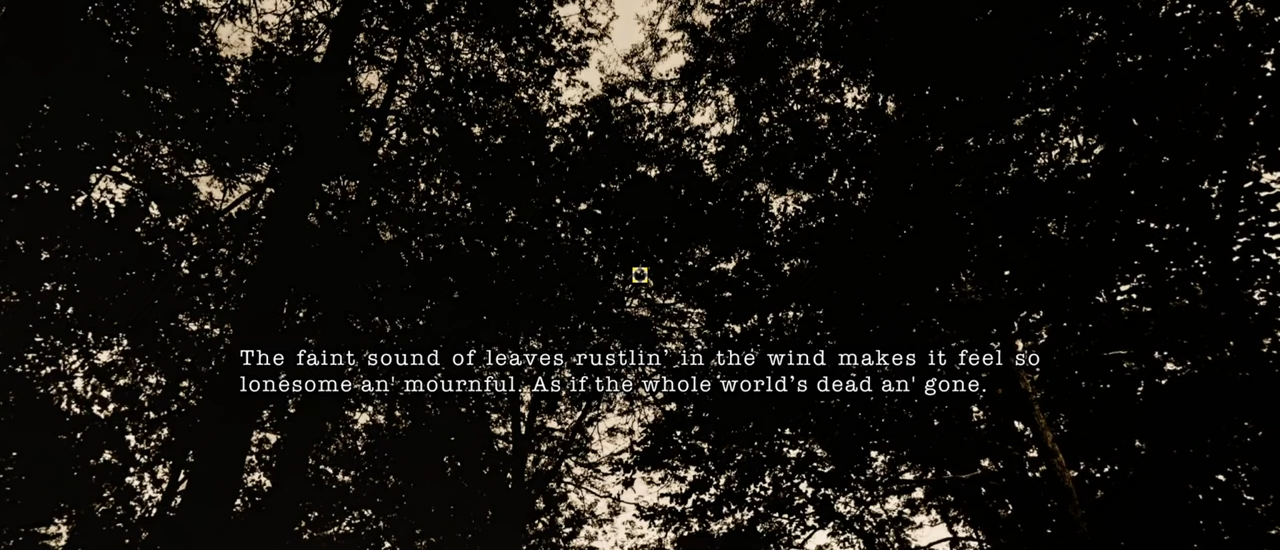 The faint sound of leaves rustlin’ in the wind makes it feel so
lonesome an' mournful. As if the whole world’s dead an' gone.